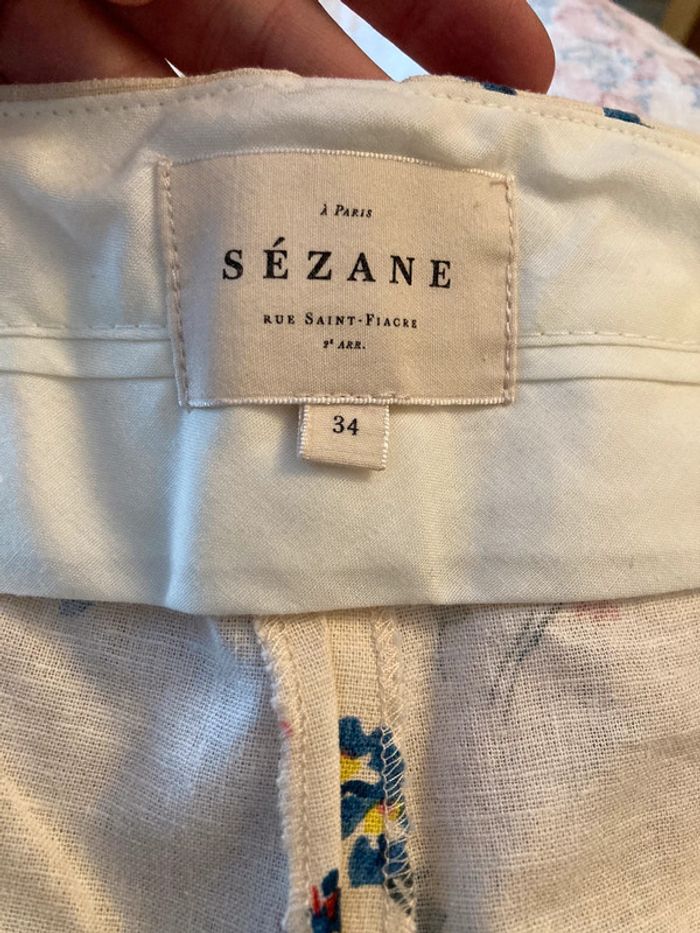 À PARIS
SÉZANE
RUE SAINT-FIACRE
2E ARR.
34